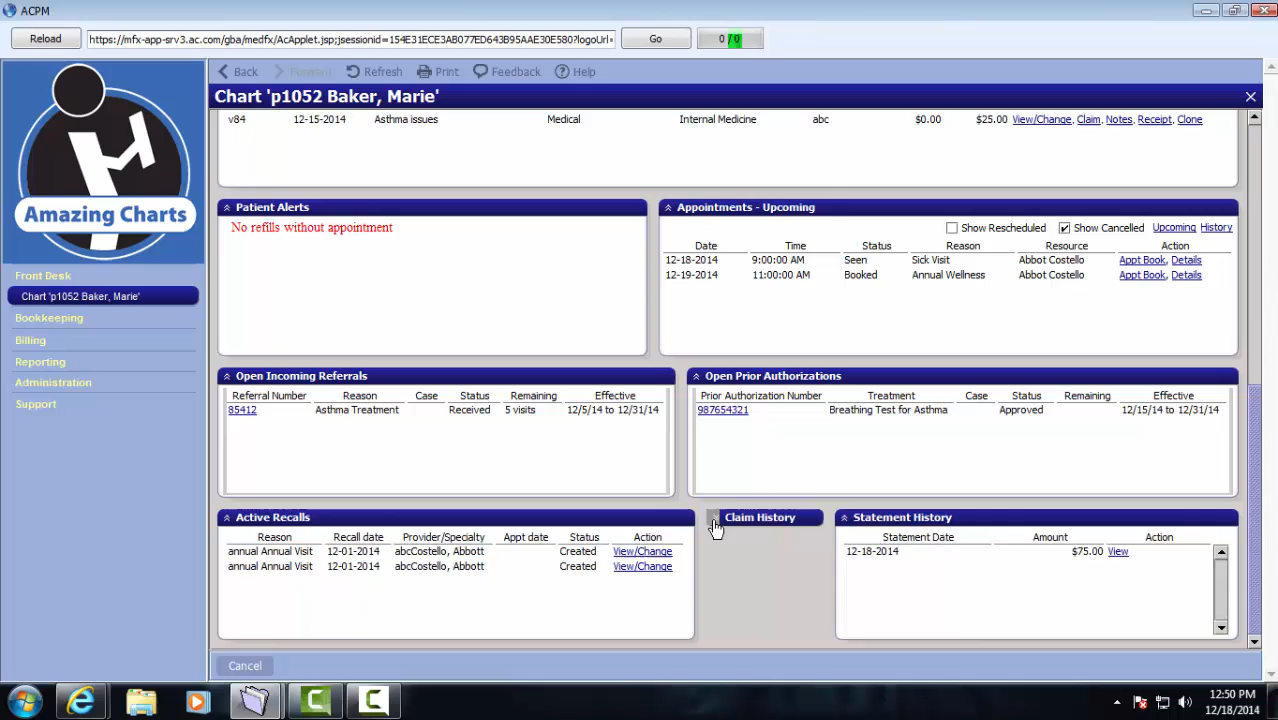 ACPM
Reload https://mfx-app-srv3.ac.com/gba/medfx/AcApplet.jsp;jsessionid=154E31ECE3AB077ED643B95AAE30E580?logoUrl= Go 0 / 0
Back Forward Refresh Print Feedback Help
Chart 'p1052 Baker, Marie'
v84 12-15-2014 Asthma issues Medical Internal Medicine abc $0.00 $25.00 View/Change, Claim, Notes, Receipt, Clone
Amazing Charts
Front Desk
Chart 'p1052 Baker, Marie'
Bookkeeping
Billing
Reporting
Administration
Support
Patient Alerts
No refills without appointment
Appointments - Upcoming
Show Rescheduled Show Cancelled Upcoming History
Date Time Status Reason Resource Action
12-18-2014 9:00:00 AM Seen Sick Visit Abbot Costello Appt Book, Details
12-19-2014 11:00:00 AM Booked Annual Wellness Abbot Costello Appt Book, Details
Open Incoming Referrals
Referral Number Reason Case Status Remaining Effective
85412 Asthma Treatment Received 5 visits 12/5/14 to 12/31/14
Open Prior Authorizations
Prior Authorization Number Treatment Case Status Remaining Effective
987654321 Breathing Test for Asthma Approved 12/15/14 to 12/31/14
Active Recalls
Reason Recall date Provider/Specialty Appt date Status Action
annual Annual Visit 12-01-2014 abcCostello, Abbott Created View/Change
annual Annual Visit 12-01-2014 abcCostello, Abbott Created View/Change
Claim History
Statement History
Statement Date Amount Action
12-18-2014 $75.00 View
Cancel
12:50 PM
12/18/2014